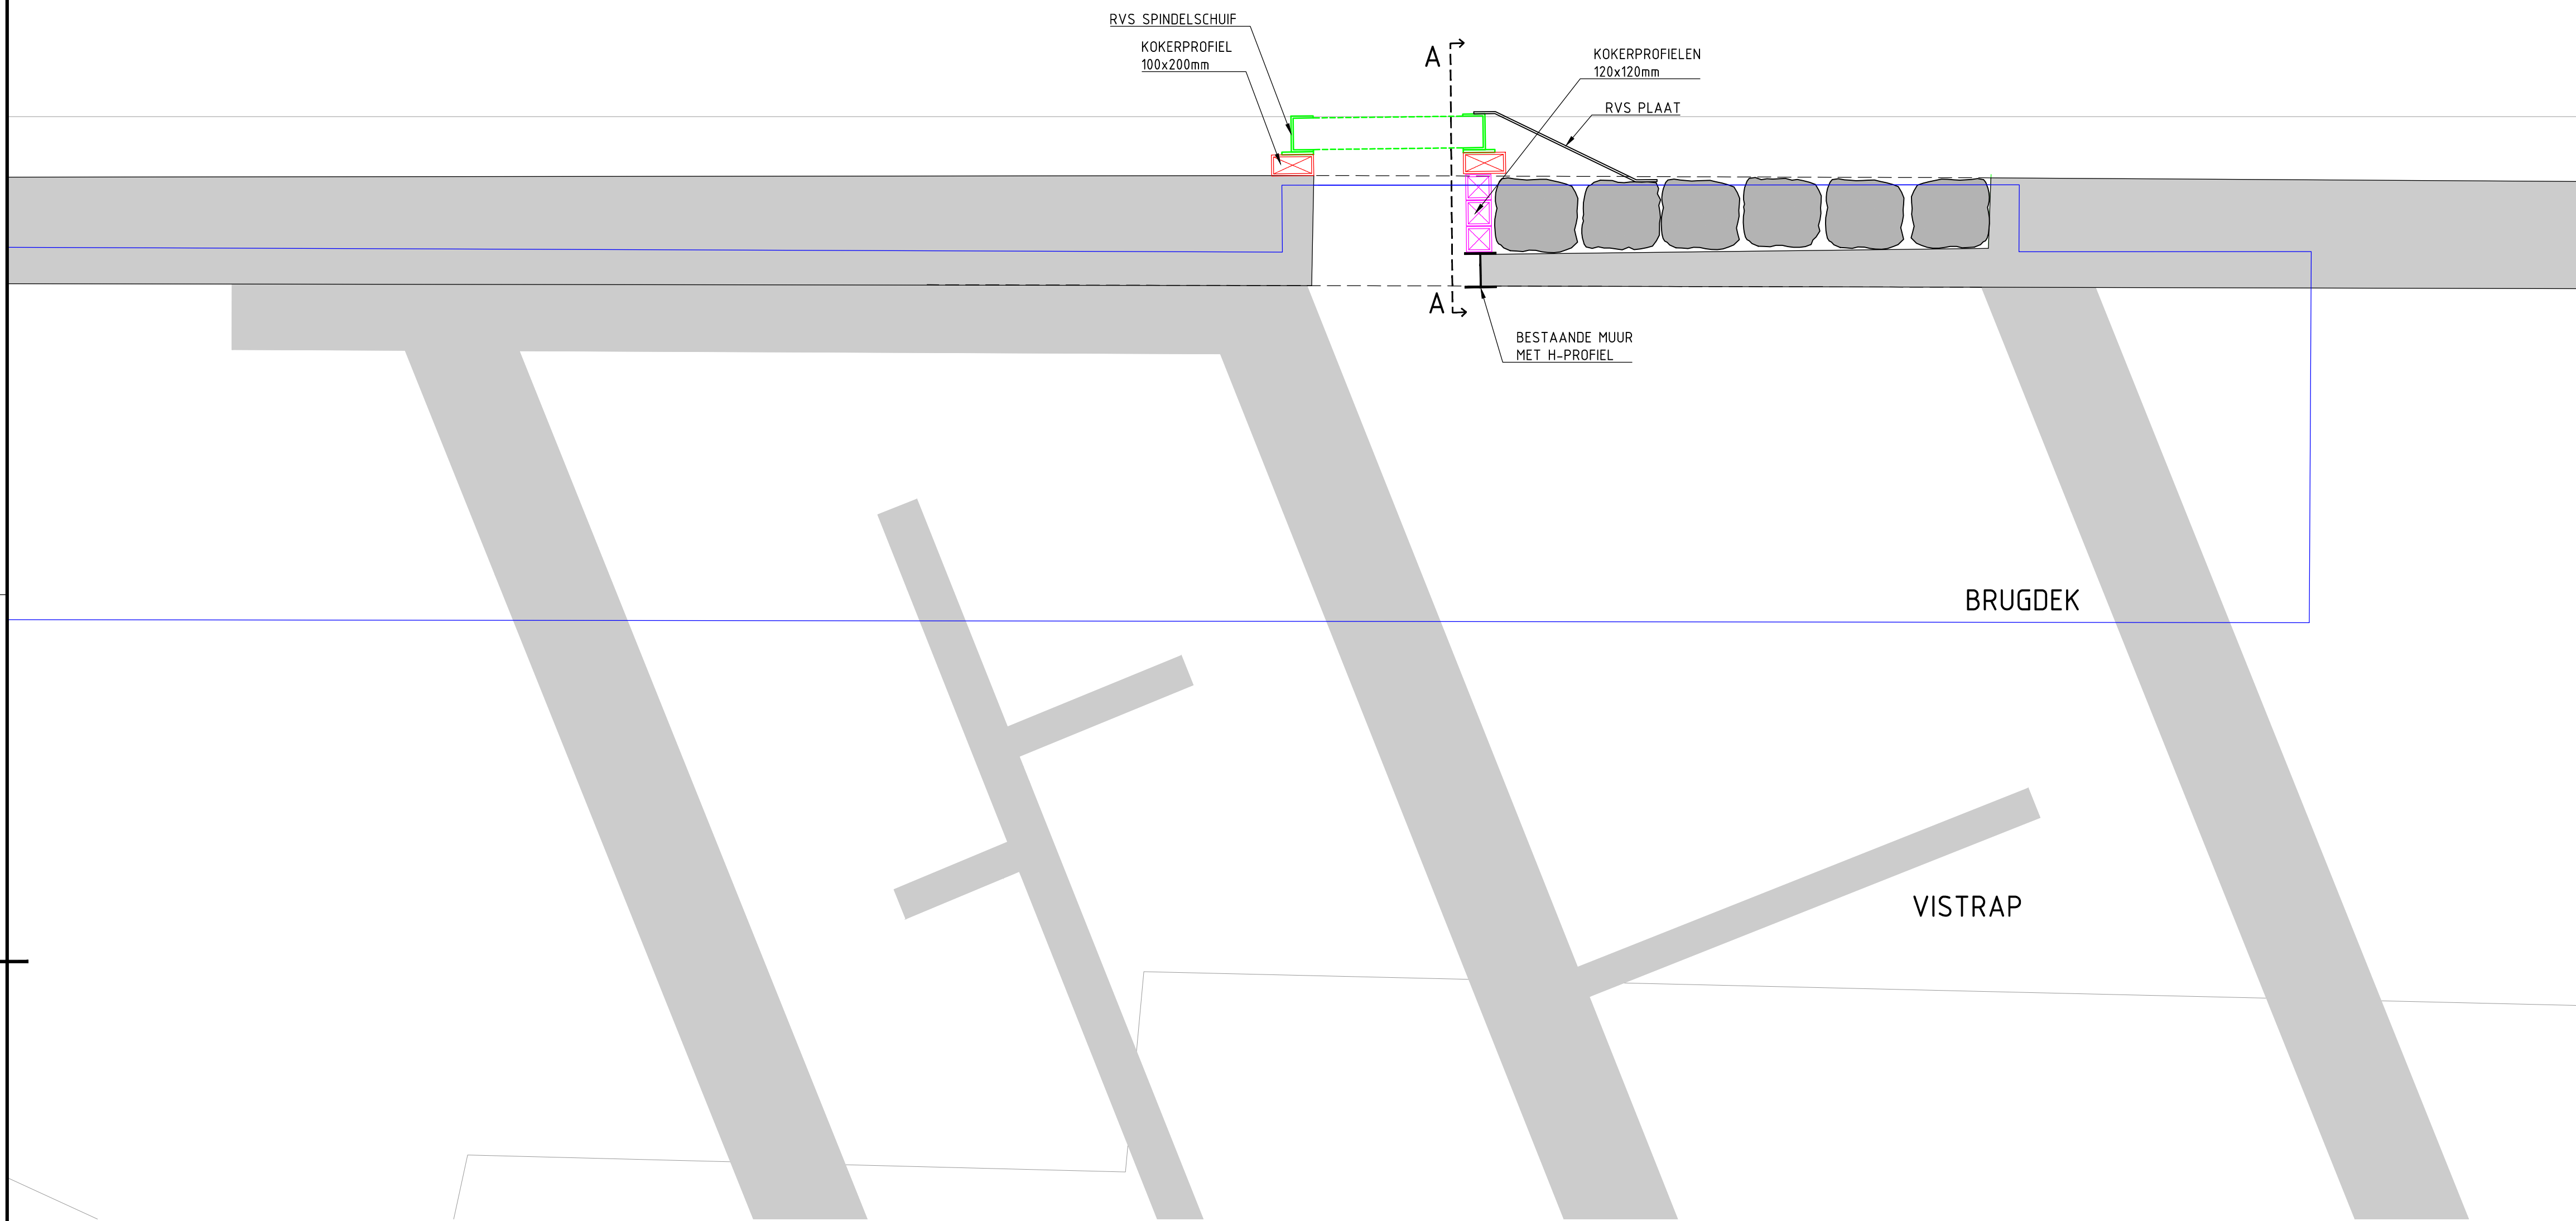 RVS SPINDELSCHUIF
KOKERPROFIEL
100x200mm
A
KOKERPROFIELEN
120x120mm
RVS PLAAT
A
BESTAANDE MUUR
MET H-PROFIEL
BRUGDEK
VISTRAP